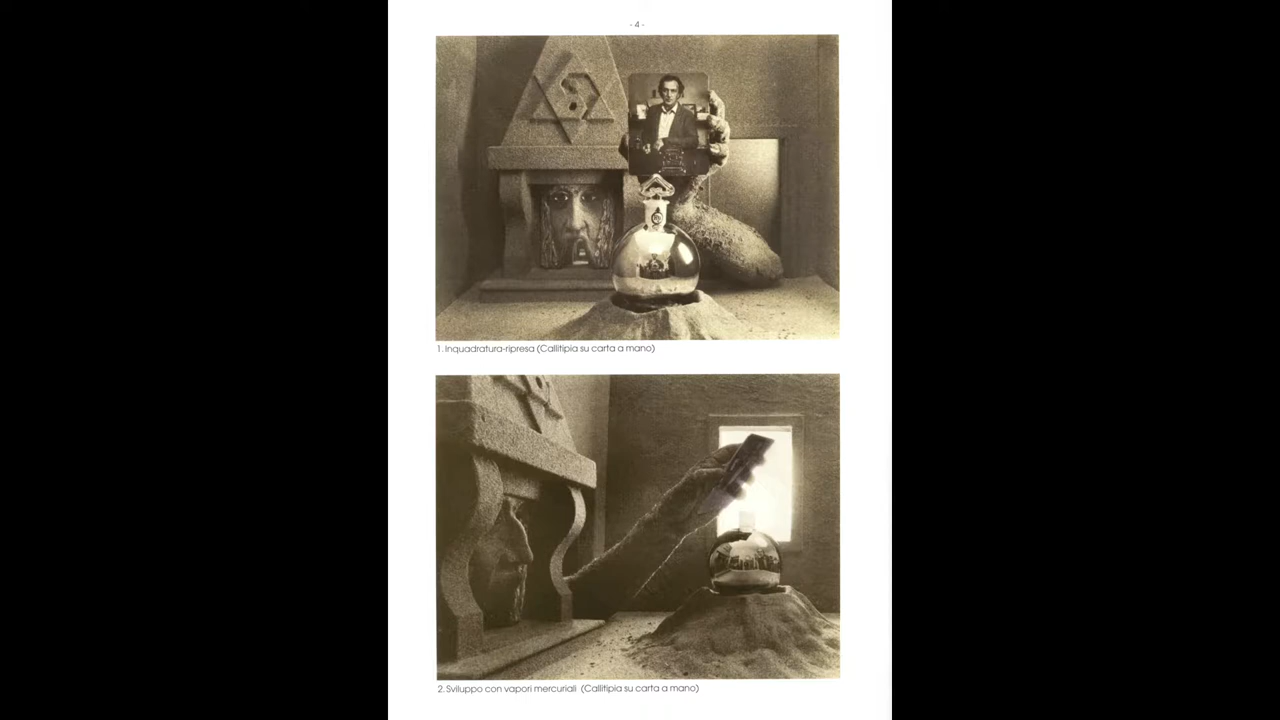 - 4 -
1. Inquadratura-ripresa (Callitipia su carta a mano)
2. Sviluppo con vapori mercuriali (Callitipia su carta a mano)